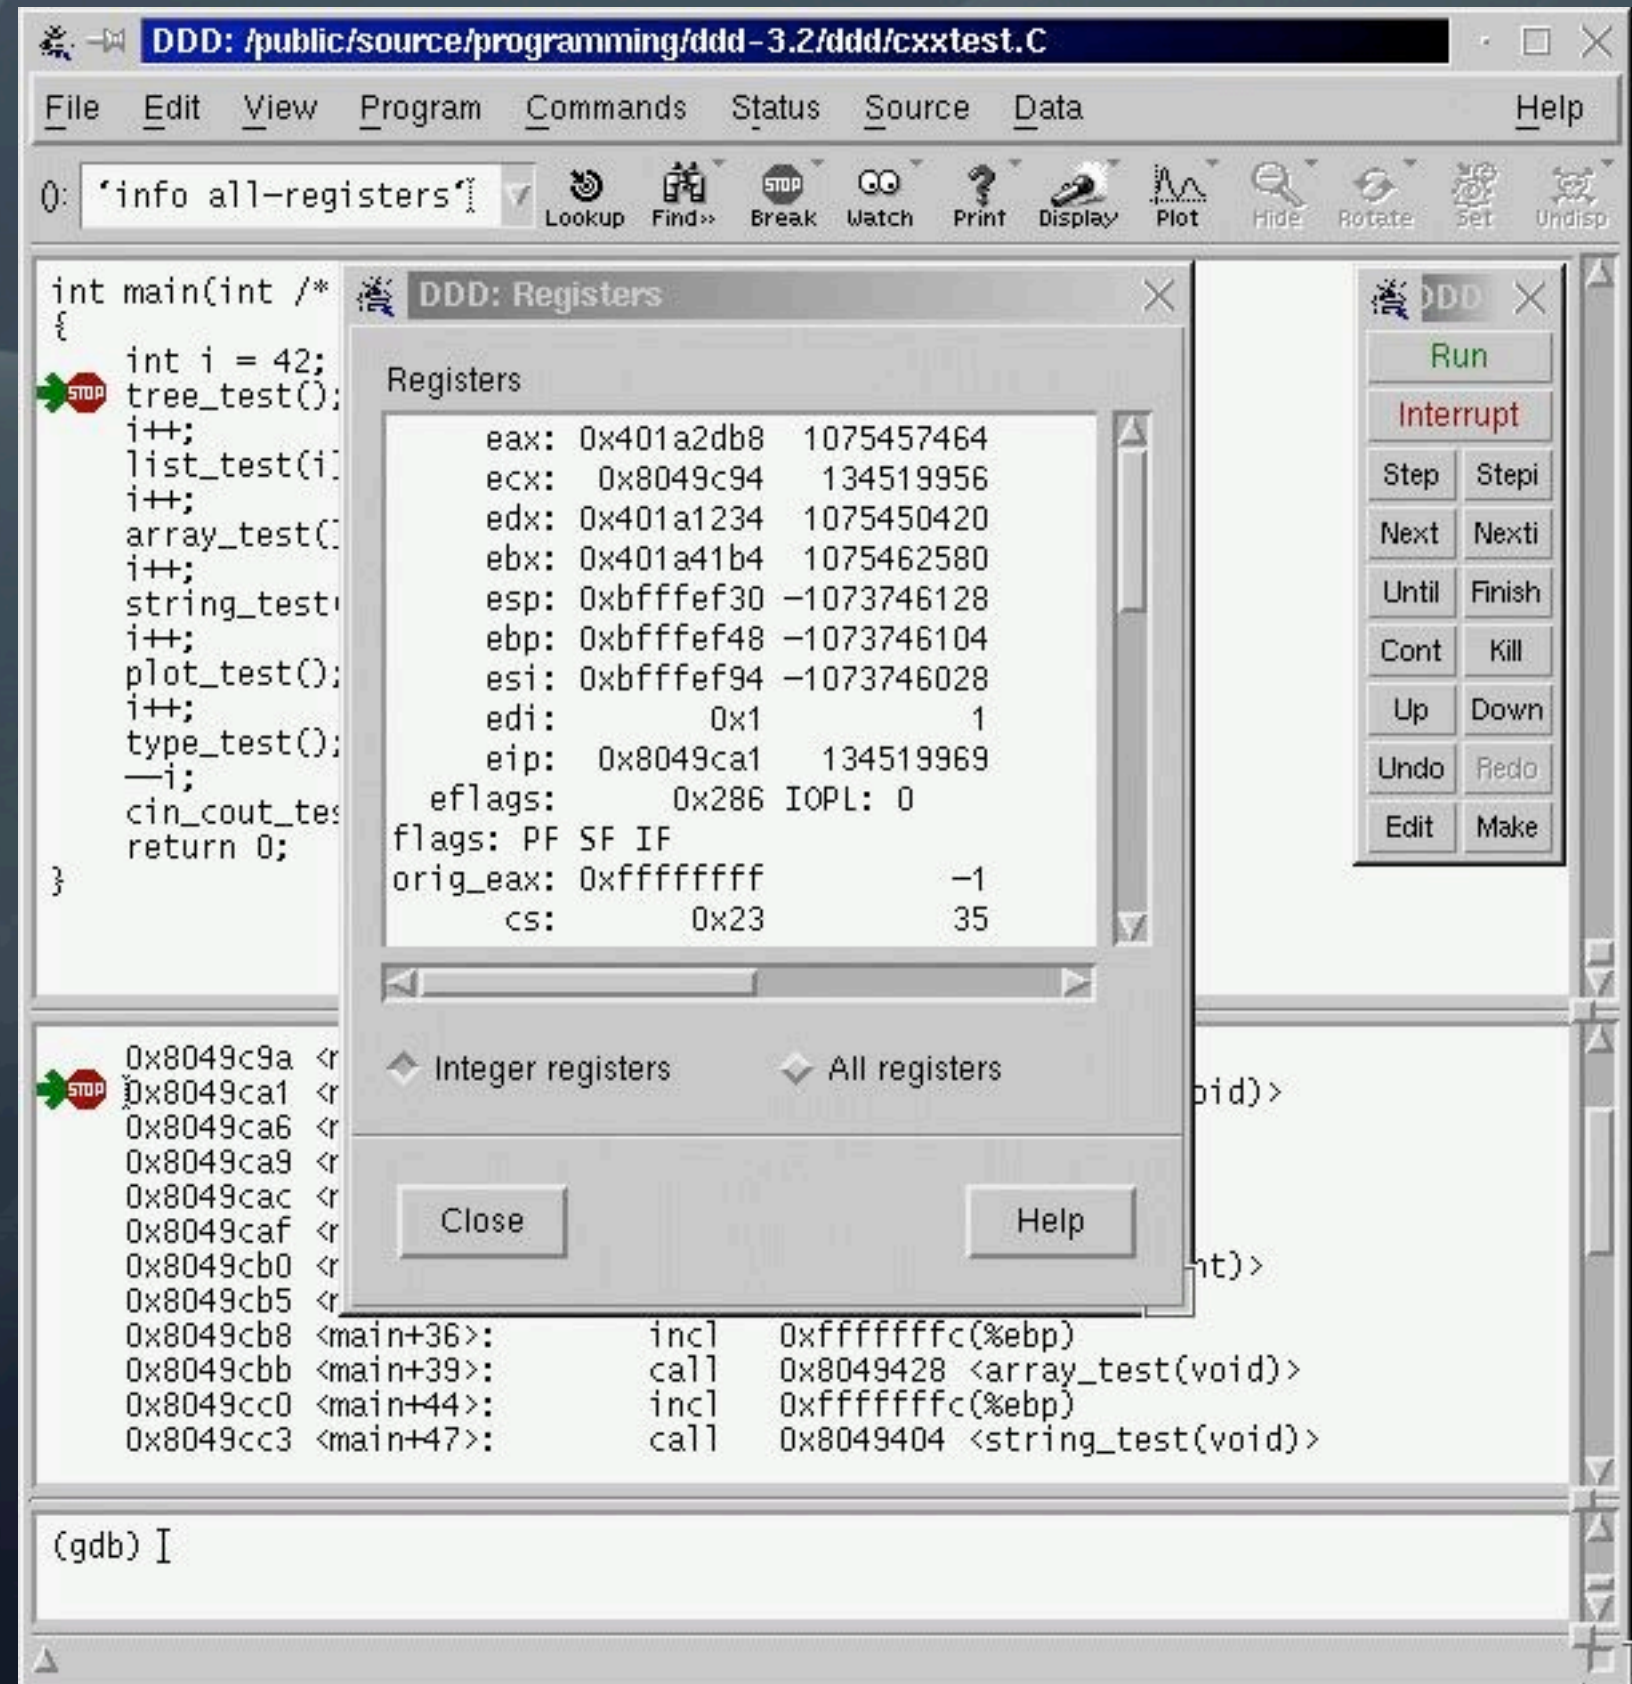 DDD: /public/source/programming/ddd-3.2/ddd/cxxtest.C
File Edit View Program Commands Status Source Data Help
(): ‘info all-registers‘
Lookup Find>> Break Watch Print Display Plot Hide Rotate Set Undisp
int main(int /*
{
int i = 42;
STOP tree_test();
i++;
list_test(i
i++;
array_test(
i++;
string_test
i++;
plot_test();
i++;
type_test();
--i;
cin_cout_tes
return 0;
}
DDD: Registers
Registers
eax: 0x401a2db8 1075457464
ecx: 0x8049c94 134519956
edx: 0x401a1234 1075450420
ebx: 0x401a41b4 1075462580
esp: 0xbfffef30 -1073746128
ebp: 0xbfffef48 -1073746104
esi: 0xbfffef94 -1073746028
edi: 0x1 1
eip: 0x8049ca1 134519969
eflags: 0x286 IOPL: 0
flags: PF SF IF
orig_eax: 0xffffffff -1
cs: 0x23 35
Integer registers All registers
Close Help
DDD
Run
Interrupt
Step Stepi
Next Nexti
Until Finish
Cont Kill
Up Down
Undo Redo
Edit Make
0x8049c9a <
STOP 0x8049ca1 < oid)>
0x8049ca6 <
0x8049ca9 <
0x8049cac <
0x8049caf <
0x8049cb0 < nt)>
0x8049cb5 <
0x8049cb8 <main+36>: incl 0xfffffffc(%ebp)
0x8049cbb <main+39>: call 0x8049428 <array_test(void)>
0x8049cc0 <main+44>: incl 0xfffffffc(%ebp)
0x8049cc3 <main+47>: call 0x8049404 <string_test(void)>
(gdb)